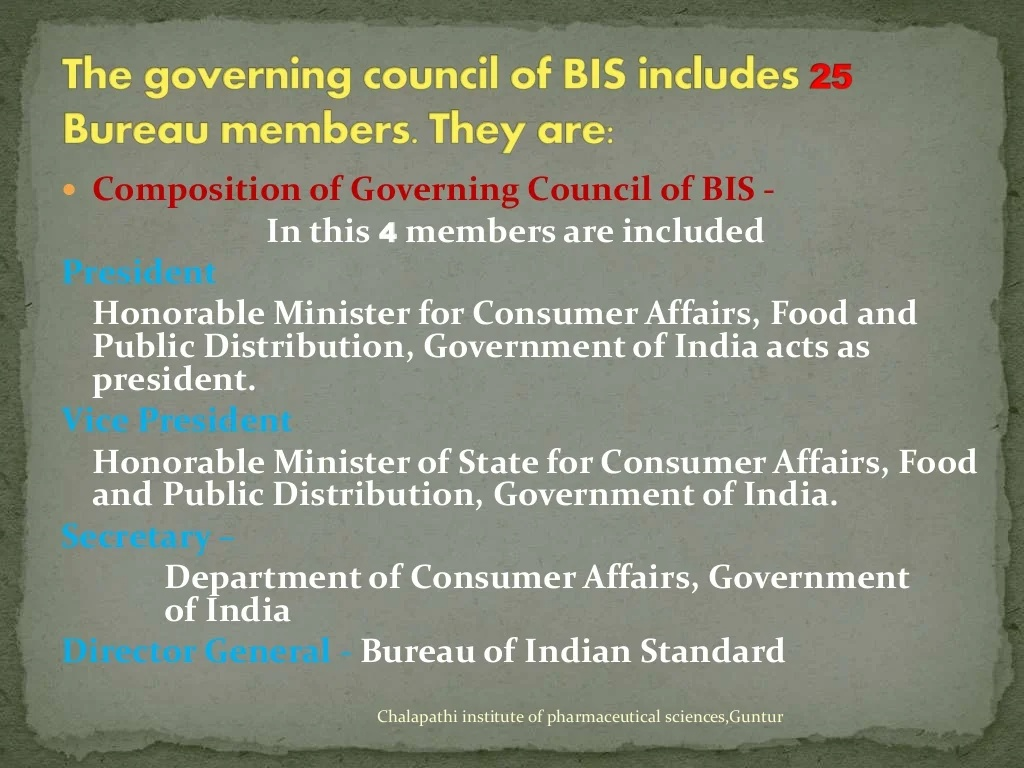 The governing council of BIS includes 25
Bureau members. They are:
• Composition of Governing Council of BIS -
In this 4 members are included
President
Honorable Minister for Consumer Affairs, Food and
Public Distribution, Government of India acts as
president.
Vice President
Honorable Minister of State for Consumer Affairs, Food
and Public Distribution, Government of India.
Secretary –
Department of Consumer Affairs, Government
of India
Director General - Bureau of Indian Standard
Chalapathi institute of pharmaceutical sciences,Guntur